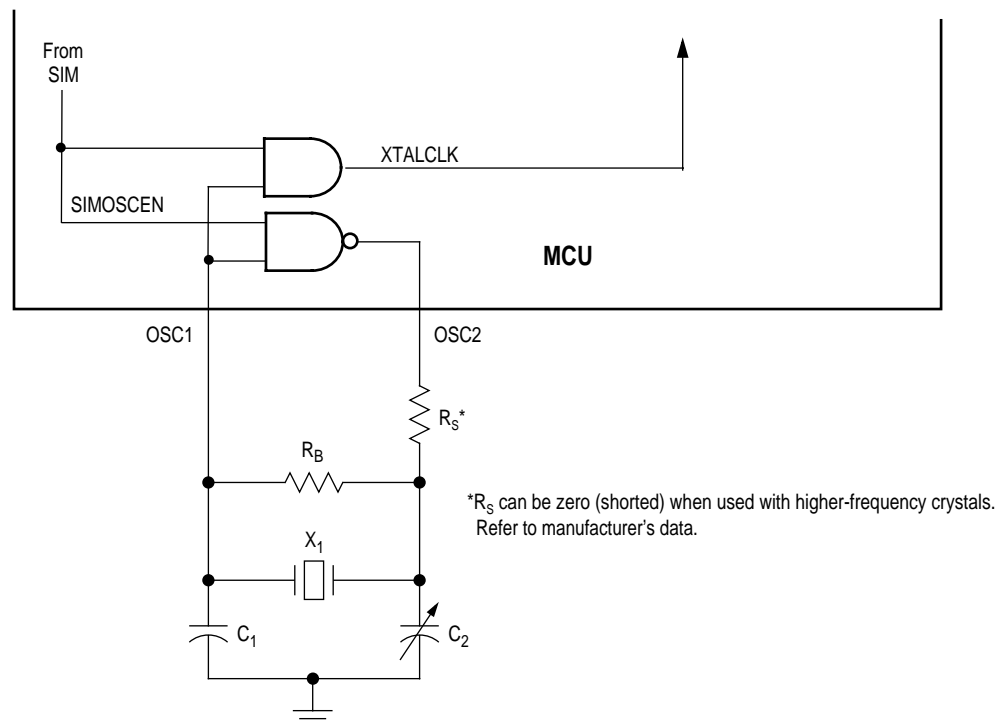 From
SIM
XTALCLK
SIMOSCEN
MCU
OSC1
OSC2
RS*
RB
*RS can be zero (shorted) when used with higher-frequency crystals.
Refer to manufacturer’s data.
X1
C1
C2